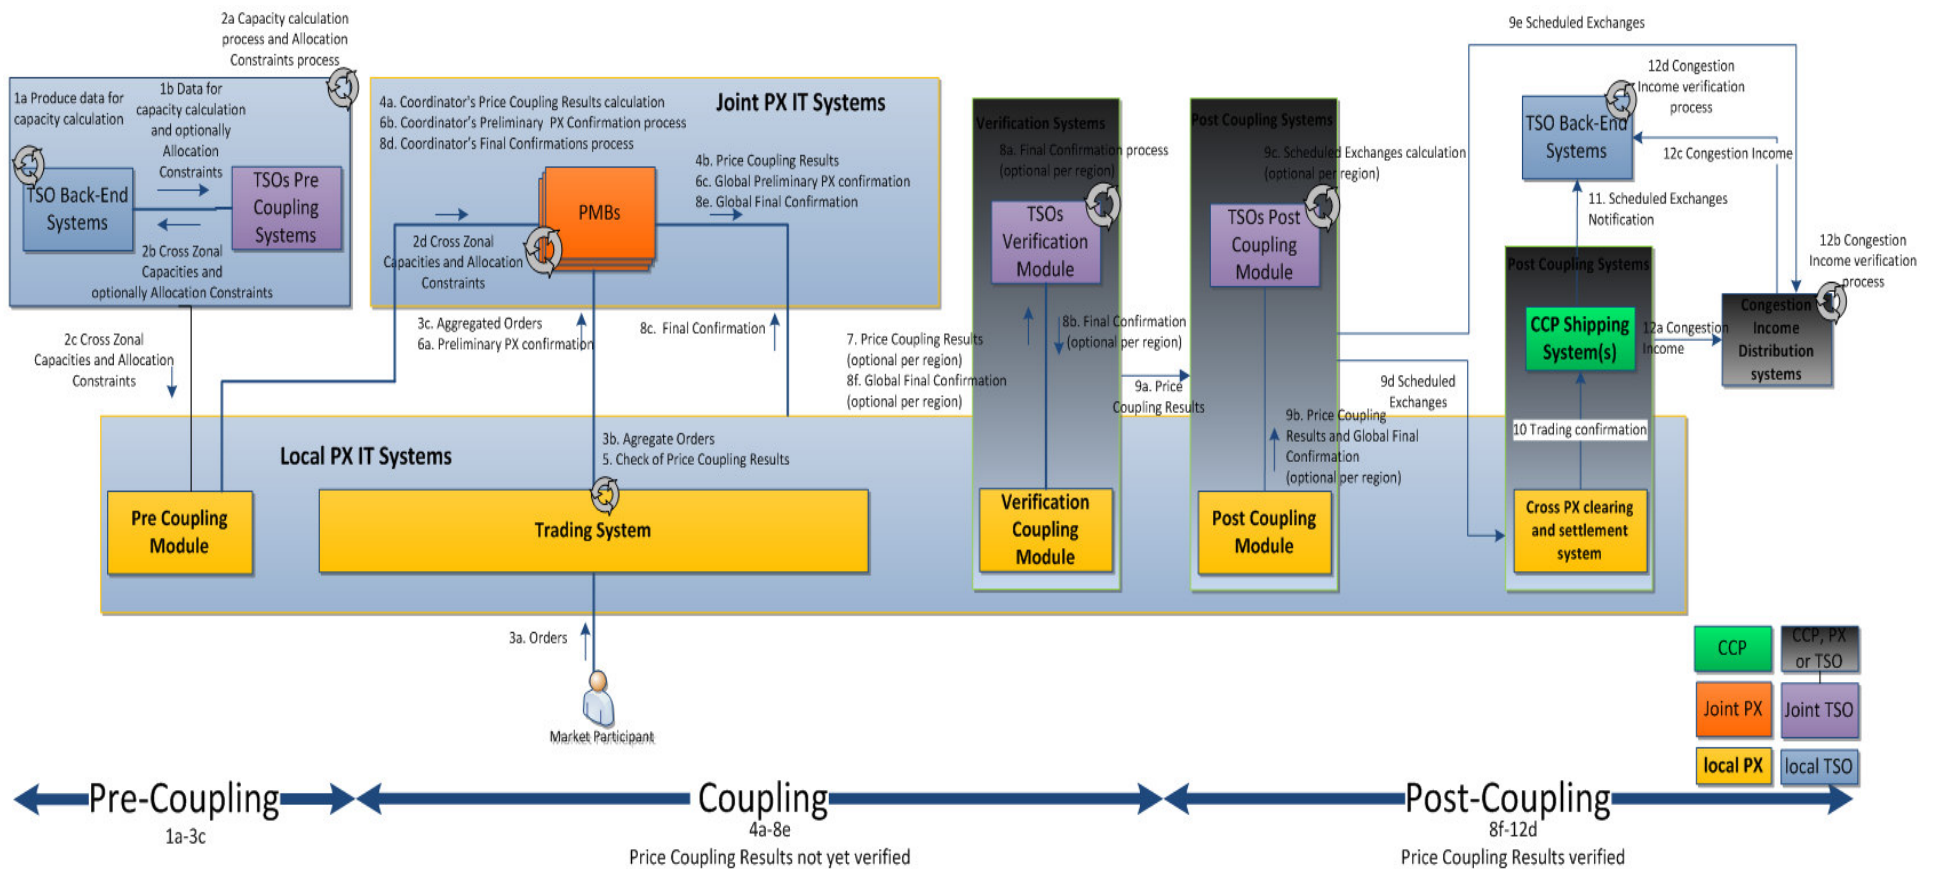 2a Capacity calculation
process and Allocation
Constraints process
1a Produce data for
capacity calculation
1b Data for
capacity calculation
and optionally
Allocation
Constraints
TSO Back-End
Systems
TSOs Pre
Coupling
Systems
2b Cross Zonal
Capacities and
optionally Allocation Constraints
2c Cross Zonal
Capacities and Allocation
Constraints
4a. Coordinator's Price Coupling Results calculation
6b. Coordinator's Preliminary PX Confirmation process
8d. Coordinator's Final Confirmations process
Joint PX IT Systems
PMBs
4b. Price Coupling Results
6c. Global Preliminary PX confirmation
8e. Global Final Confirmation
2d Cross Zonal
Capacities and Allocation
Constraints
3c. Aggregated Orders
6a. Preliminary PX confirmation
8c. Final Confirmation
7. Price Coupling Results
(optional per region)
8f. Global Final Confirmation
(optional per region)
Verification Systems
8a. Final Confirmation process
(optional per region)
TSOs
Verification
Module
8b. Final Confirmation
(optional per region)
9a. Price
Coupling Results
Post Coupling Systems
9c. Scheduled Exchanges calculation
(optional per region)
TSOs Post
Coupling
Module
9b. Price Coupling
Results and Global Final
Confirmation
(optional per region)
9d Scheduled
Exchanges
9e Scheduled Exchanges
12d Congestion
Income verification
process
TSO Back-End
Systems
12c Congestion Income
11. Scheduled Exchanges
Notification
12b Congestion
Income verification
process
Post Coupling Systems
CCP Shipping
System(s)
12a Congestion
Income
Congestion
Income
Distribution
systems
10 Trading confirmation
Local PX IT Systems
3b. Agregate Orders
5. Check of Price Coupling Results
Pre Coupling
Module
Trading System
Verification
Coupling
Module
Post Coupling
Module
Cross PX clearing
and settlement
system
3a. Orders
Market Participant
CCP
CCP, PX
or TSO
Joint PX
Joint TSO
local PX
local TSO
Pre-Coupling
1a-3c
Coupling
4a-8e
Price Coupling Results not yet verified
Post-Coupling
8f-12d
Price Coupling Results verified